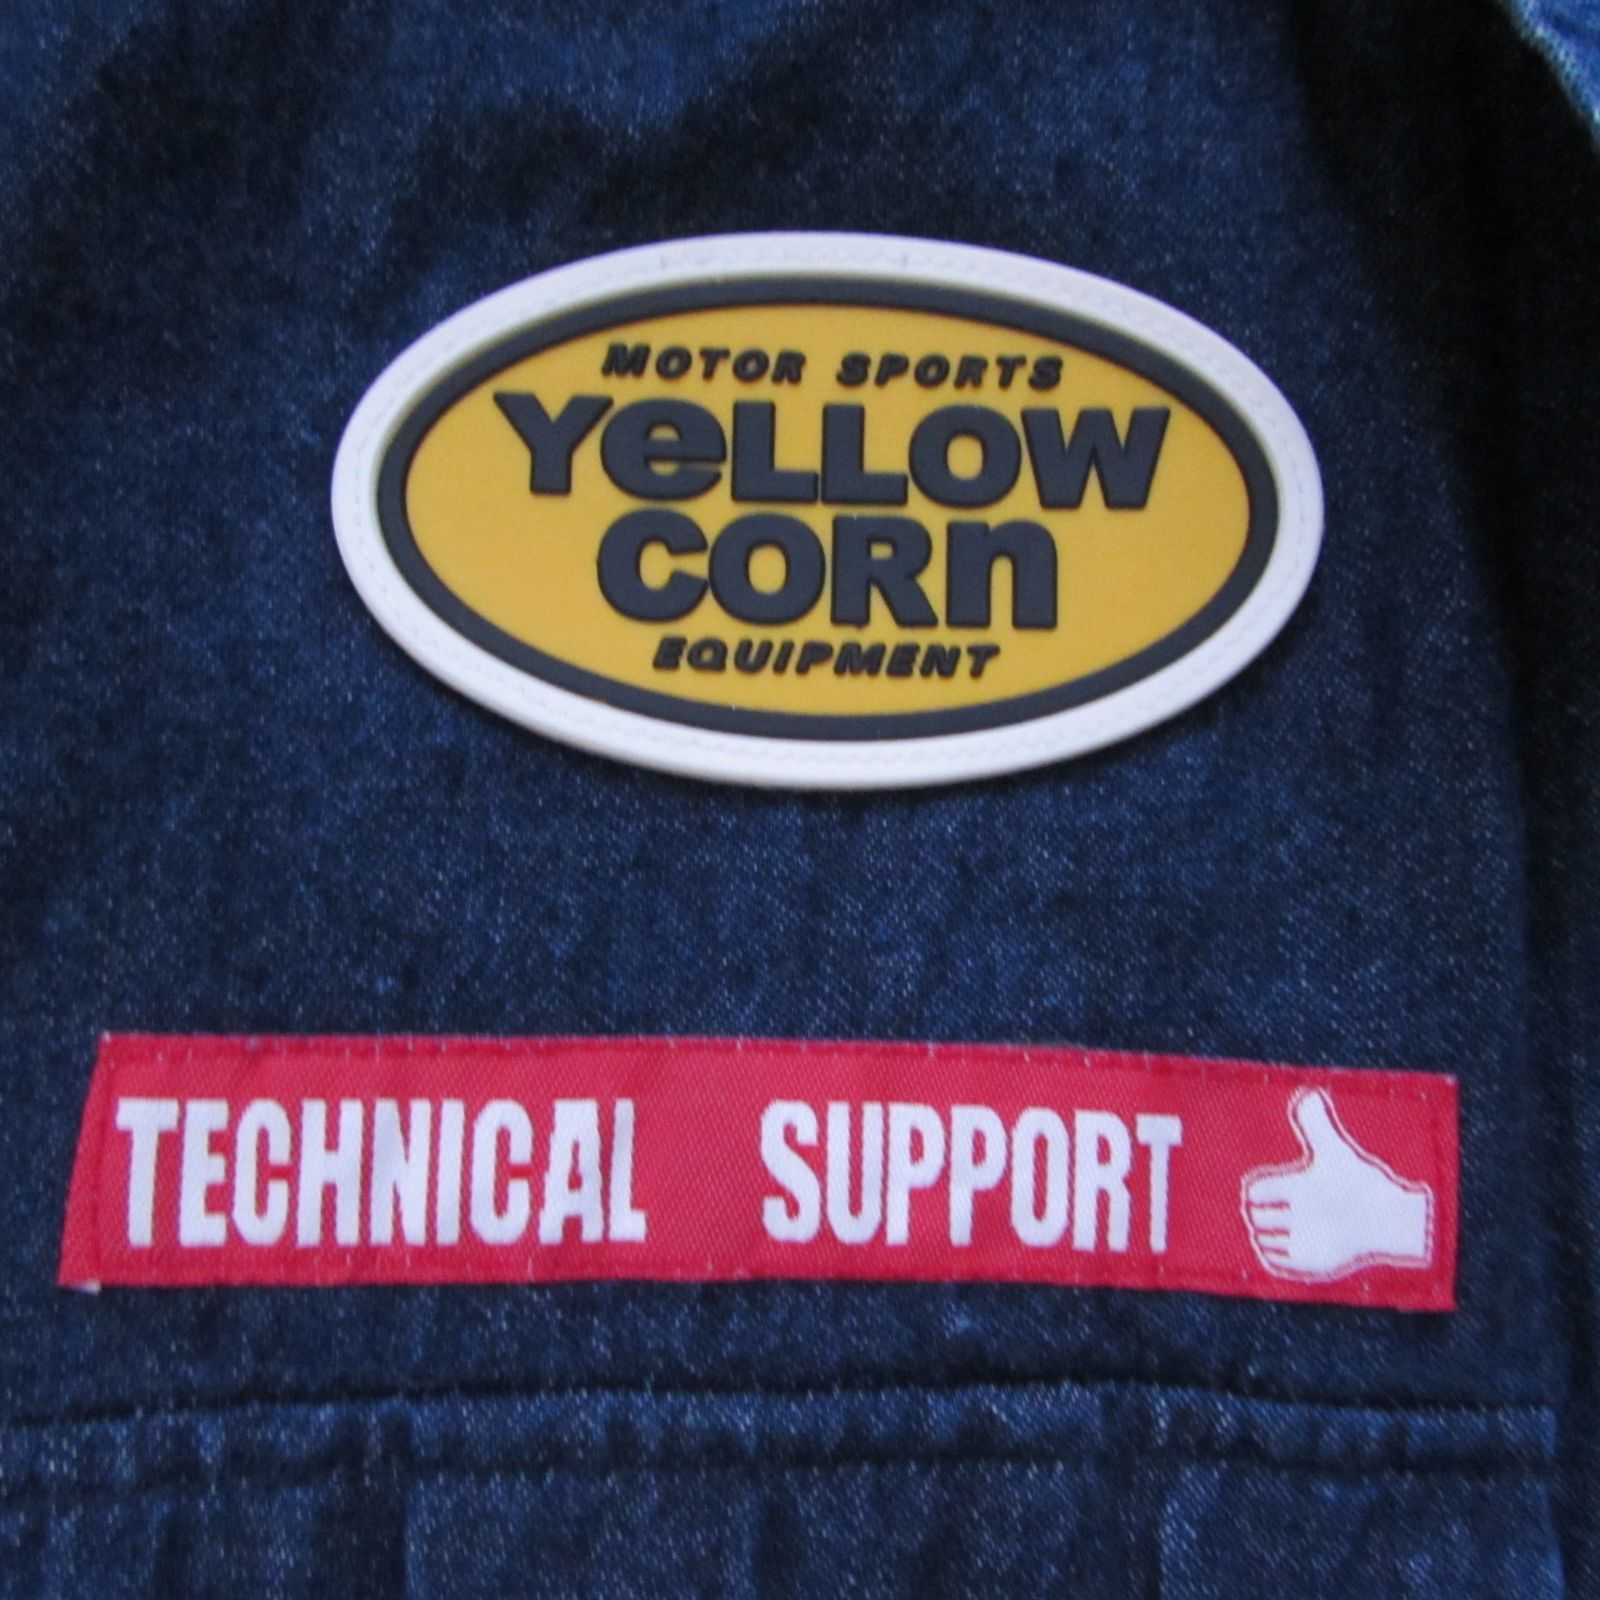 MOTOR SPORTS
YeLLOW
CORn
EQUIPMENT
TECHNICAL SUPPORT